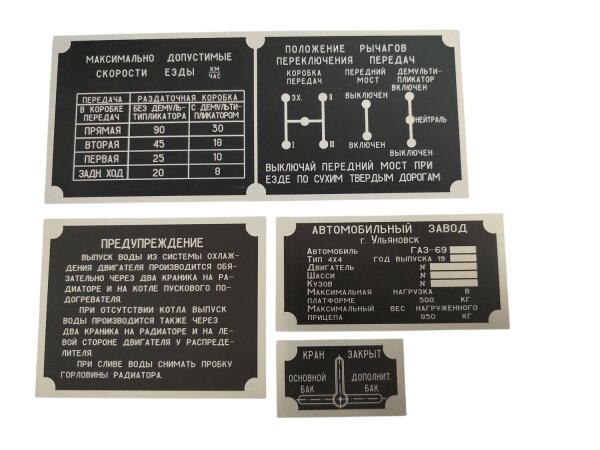 МАКСИМАЛЬНО ДОПУСТИМЫЕ
СКОРОСТИ ЕЗДЫ КМ/ЧАС
ПЕРЕДАЧА РАЗДАТОЧНАЯ КОРОБКА
В КОРОБКЕ ПЕРЕДАЧ БЕЗ ДЕМУЛЬ-ТИПЛИКАТОРА С ДЕМУЛЬТИ-ПЛИКАТОРОМ
ПРЯМАЯ 90 30
ВТОРАЯ 45 18
ПЕРВАЯ 25 10
ЗАДН ХОД 20 8
ПОЛОЖЕНИЕ РЫЧАГОВ
ПЕРЕКЛЮЧЕНИЯ ПЕРЕДАЧ
КОРОБКА ПЕРЕДАЧ
З.Х. II
I III
ПЕРЕДНИЙ МОСТ
ВЫКЛЮЧЕН
ВКЛЮЧЕН
ДЕМУЛЬТИ-
ПЛИКАТОР
ВКЛЮЧЕН
НЕЙТРАЛЬ
ВЫКЛЮЧЕН
ВЫКЛЮЧАЙ ПЕРЕДНИЙ МОСТ ПРИ
ЕЗДЕ ПО СУХИМ ТВЕРДЫМ ДОРОГАМ
ПРЕДУПРЕЖДЕНИЕ
ВЫПУСК ВОДЫ ИЗ СИСТЕМЫ ОХЛАЖ-
ДЕНИЯ ДВИГАТЕЛЯ ПРОИЗВОДИТСЯ ОБЯ-
ЗАТЕЛЬНО ЧЕРЕЗ ДВА КРАНИКА НА РА-
ДИАТОРЕ И НА КОТЛЕ ПУСКОВОГО ПО-
ДОГРЕВАТЕЛЯ.
ПРИ ОТСУТСТВИИ КОТЛА ВЫПУСК
ВОДЫ ПРОИЗВОДИТСЯ ТАКЖЕ ЧЕРЕЗ
ДВА КРАНИКА НА РАДИАТОРЕ И НА ЛЕ-
ВОЙ СТОРОНЕ ДВИГАТЕЛЯ У РАСПРЕДЕ-
ЛИТЕЛЯ.
ПРИ СЛИВЕ ВОДЫ СНИМАТЬ ПРОБКУ
ГОРЛОВИНЫ РАДИАТОРА.
АВТОМОБИЛЬНЫЙ ЗАВОД
г. Ульяновск
Автомобиль ГАЗ-69
Тип 4x4 ГОД ВЫПУСКА 19
Двигатель N
Шасси N
Кузов N
Максимальная НАГРУЗКА В
ПЛАТФОРМЕ 500 КГ
Максимальный ВЕС НАГРУЖЕННОГО
ПРИЦЕПА 850 КГ
КРАН ЗАКРЫТ
ОСНОВНОЙ БАК
ДОПОЛНИТ. БАК